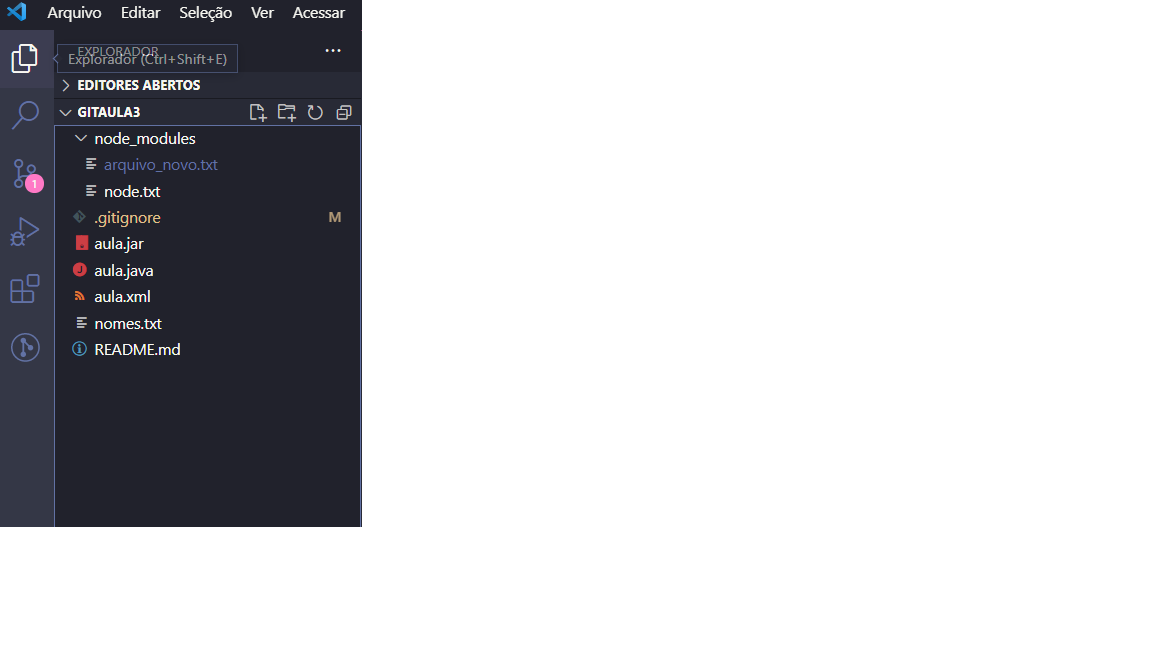 Arquivo Editar Seleção Ver Acessar
EXPLORADOR ...
Explorador (Ctrl+Shift+E)
EDITORES ABERTOS
GITAULA3
node_modules
arquivo_novo.txt
node.txt
1
.gitignore M
aula.jar
J aula.java
aula.xml
nomes.txt
README.md